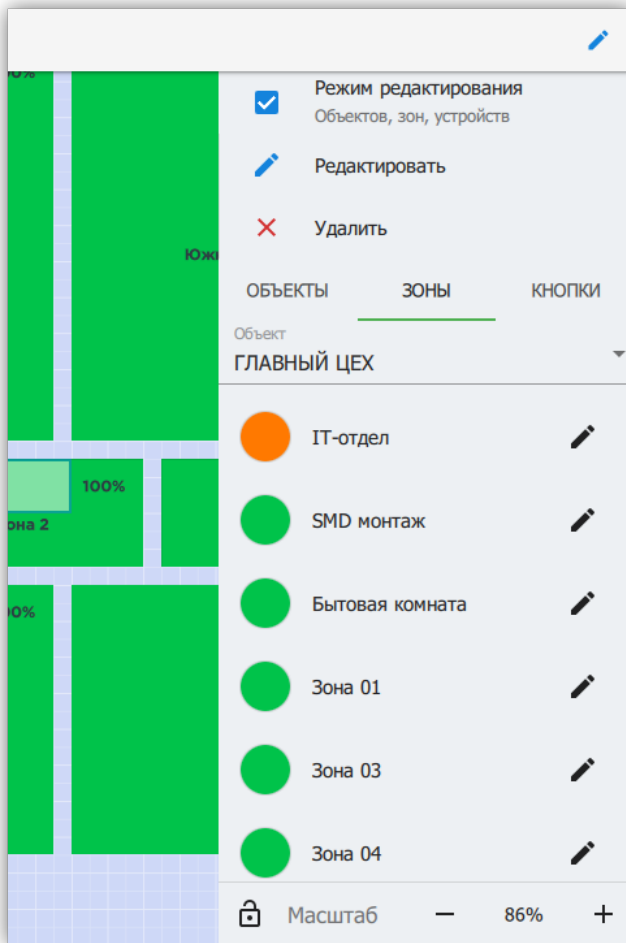 Режим редактирования
Объектов, зон, устройств
Редактировать
Удалить
ОБЪЕКТЫ ЗОНЫ КНОПКИ
Объект
ГЛАВНЫЙ ЦЕХ
IT-отдел
SMD монтаж
Бытовая комната
Зона 01
Зона 03
Зона 04
Масштаб − 86% +
100%
она 2
Юж